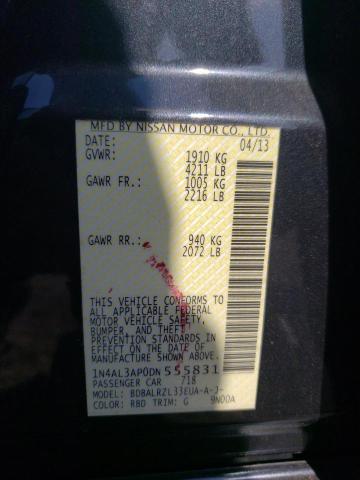 MFD BY NISSAN MOTOR CO., LTD.
DATE: 04/13
GVWR: 1910 KG
4211 LB
GAWR FR.: 1005 KG
2216 LB
GAWR RR.: 940 KG
2072 LB
THIS VEHICLE CONFORMS TO
ALL APPLICABLE FEDERAL
MOTOR VEHICLE SAFETY,
BUMPER, AND THEFT
PREVENTION STANDARDS
IN EFFECT ON THE DATE OF
MANUFACTURE SHOWN ABOVE.
1N4AL3AP0DN555831
PASSENGER CAR 718
MODEL: BDBALRZL33EUA-A-J-
COLOR: RBD TRIM: G 9N00A